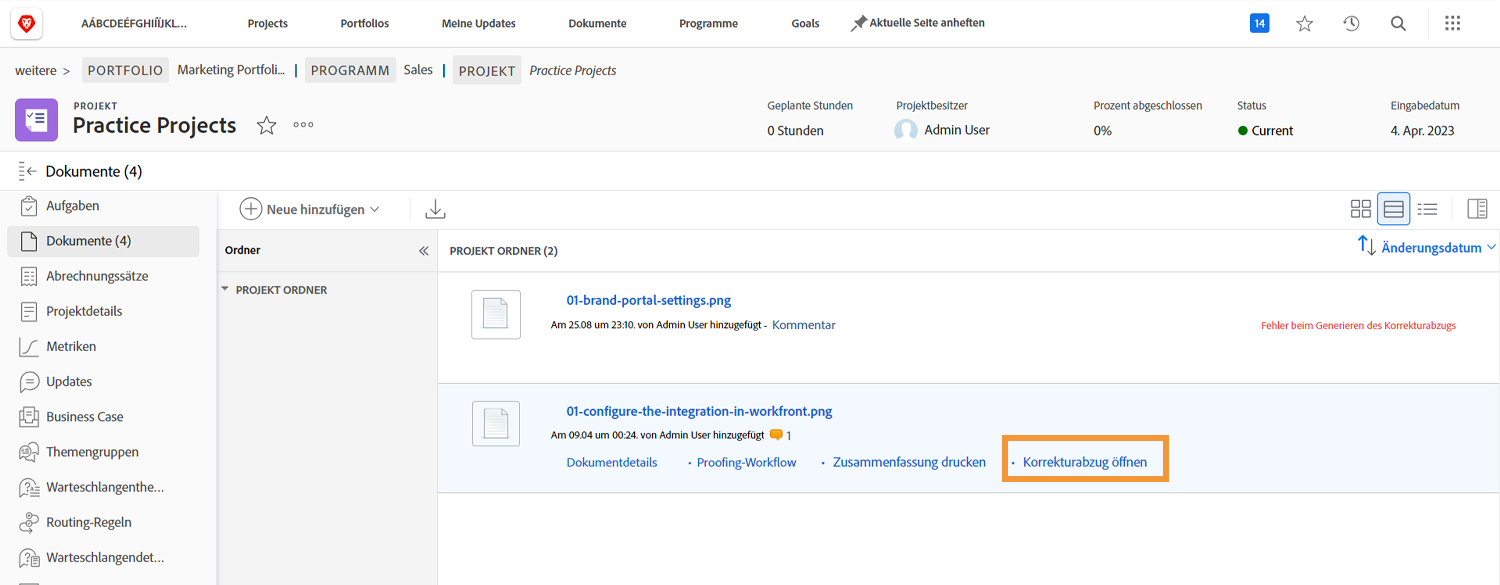 AÁBCDEÉFGHIÍÏJKL...
Projects
Portfolios
Meine Updates
Dokumente
Programme
Goals
Aktuelle Seite anheften
14
weitere > PORTFOLIO Marketing Portfoli... | PROGRAMM Sales | PROJEKT Practice Projects
PROJEKT
Practice Projects
Geplante Stunden
0 Stunden
Projektbesitzer
Admin User
Prozent abgeschlossen
0%
Status
Current
Eingabedatum
4. Apr. 2023
Dokumente (4)
Aufgaben
Dokumente (4)
Abrechnungssätze
Projektdetails
Metriken
Updates
Business Case
Themengruppen
Warteschlangenthe...
Routing-Regeln
Warteschlangendet...
Neue hinzufügen
Ordner
PROJEKT ORDNER
PROJEKT ORDNER (2)
Änderungsdatum
01-brand-portal-settings.png
Am 25.08 um 23:10. von Admin User hinzugefügt - Kommentar
Fehler beim Generieren des Korrekturabzugs
01-configure-the-integration-in-workfront.png
Am 09.04 um 00:24. von Admin User hinzugefügt 1
Dokumentdetails • Proofing-Workflow • Zusammenfassung drucken • Korrekturabzug öffnen